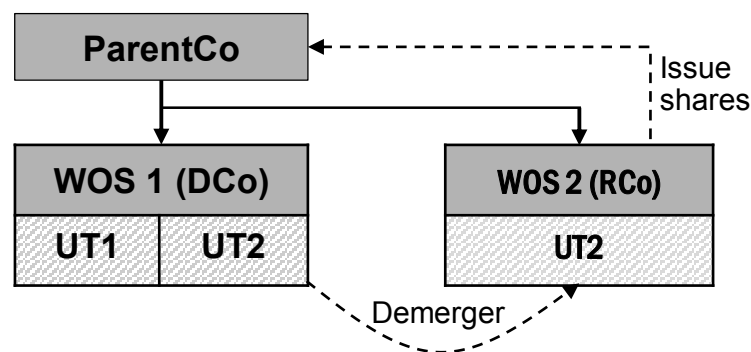 ParentCo
Issue
shares
WOS 1 (DCo)
WOS 2 (RCo)
UT1
UT2
UT2
Demerger